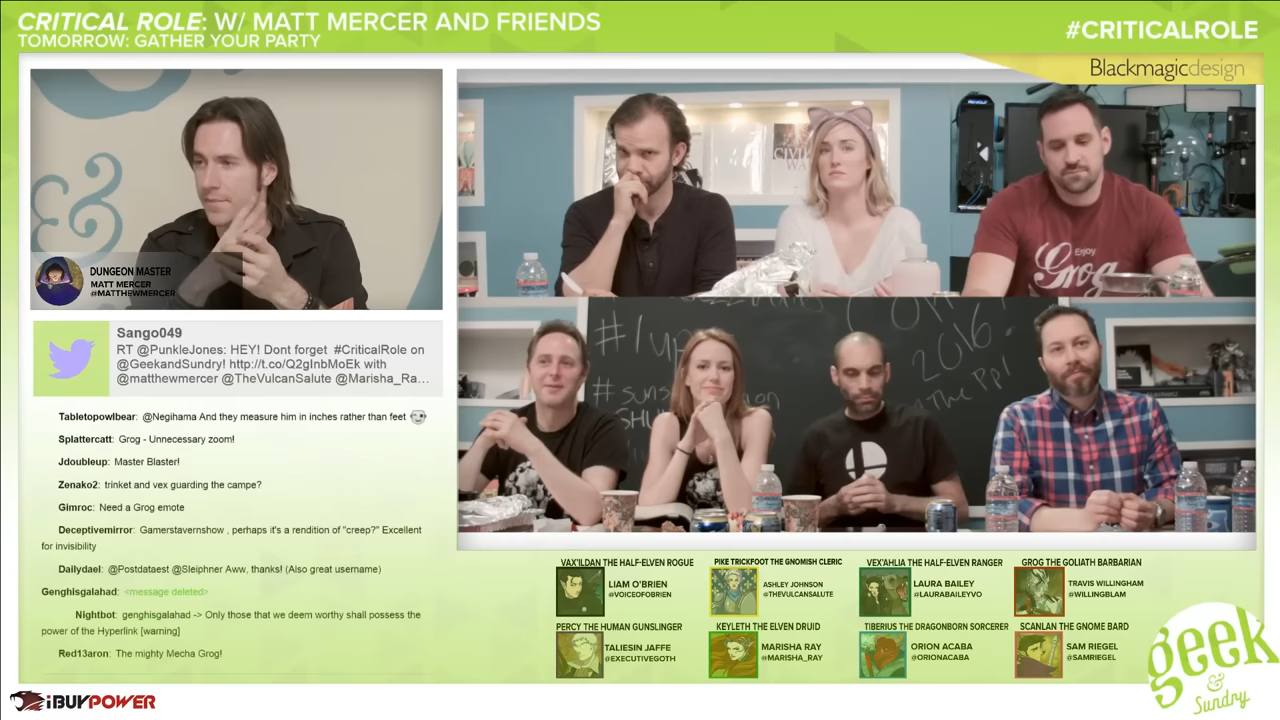 CRITICAL ROLE: W/ MATT MERCER AND FRIENDS
TOMORROW: GATHER YOUR PARTY
#CRITICALROLE
Blackmagicdesign
DUNGEON MASTER
MATT MERCER
@MATTHEWMERCER
Sango049
RT @PunkleJones: HEY! Dont forget #CriticalRole on
@GeekandSundry! http://t.co/Q2gInbMoEk with
@matthewmercer @TheVulcanSalute @Marisha_Ra...
Tabletopowlbear: @Negihama And they measure him in inches rather than feet
Splattercatt: Grog - Unnecessary zoom!
Jdoubleup: Master Blaster!
Zenako2: trinket and vex guarding the campe?
Gimroc: Need a Grog emote
Deceptivemirror: Gamerstavernshow , perhaps it's a rendition of "creep?" Excellent
for invisibility
Dailydael: @Postdataest @Sleiphner Aww, thanks! (Also great username)
Genghisgalahad: <message deleted>
Nightbot: genghisgalahad -> Only those that we deem worthy shall possess the
power of the Hyperlink [warning]
Red13aron: The mighty Mecha Grog!
&
CIVIL
WAR
Enjoy
Grog
#1up
2016
the Ppl
VAX'ILDAN THE HALF-ELVEN ROGUE
LIAM O'BRIEN
@VOICEOFOBRIEN
PIKE TRICKFOOT THE GNOMISH CLERIC
ASHLEY JOHNSON
@THEVULCANSALUTE
VEX'AHLIA THE HALF-ELVEN RANGER
LAURA BAILEY
@LAURABAILEYVO
GROG THE GOLIATH BARBARIAN
TRAVIS WILLINGHAM
@WILLINGBLAM
PERCY THE HUMAN GUNSLINGER
TALIESIN JAFFE
@EXECUTIVEGOTH
KEYLETH THE ELVEN DRUID
MARISHA RAY
@MARISHA_RAY
TIBERIUS THE DRAGONBORN SORCERER
ORION ACABA
@ORIONACABA
SCANLAN THE GNOME BARD
SAM RIEGEL
@SAMRIEGEL
geek
&
Sundry
iBUYPOWER